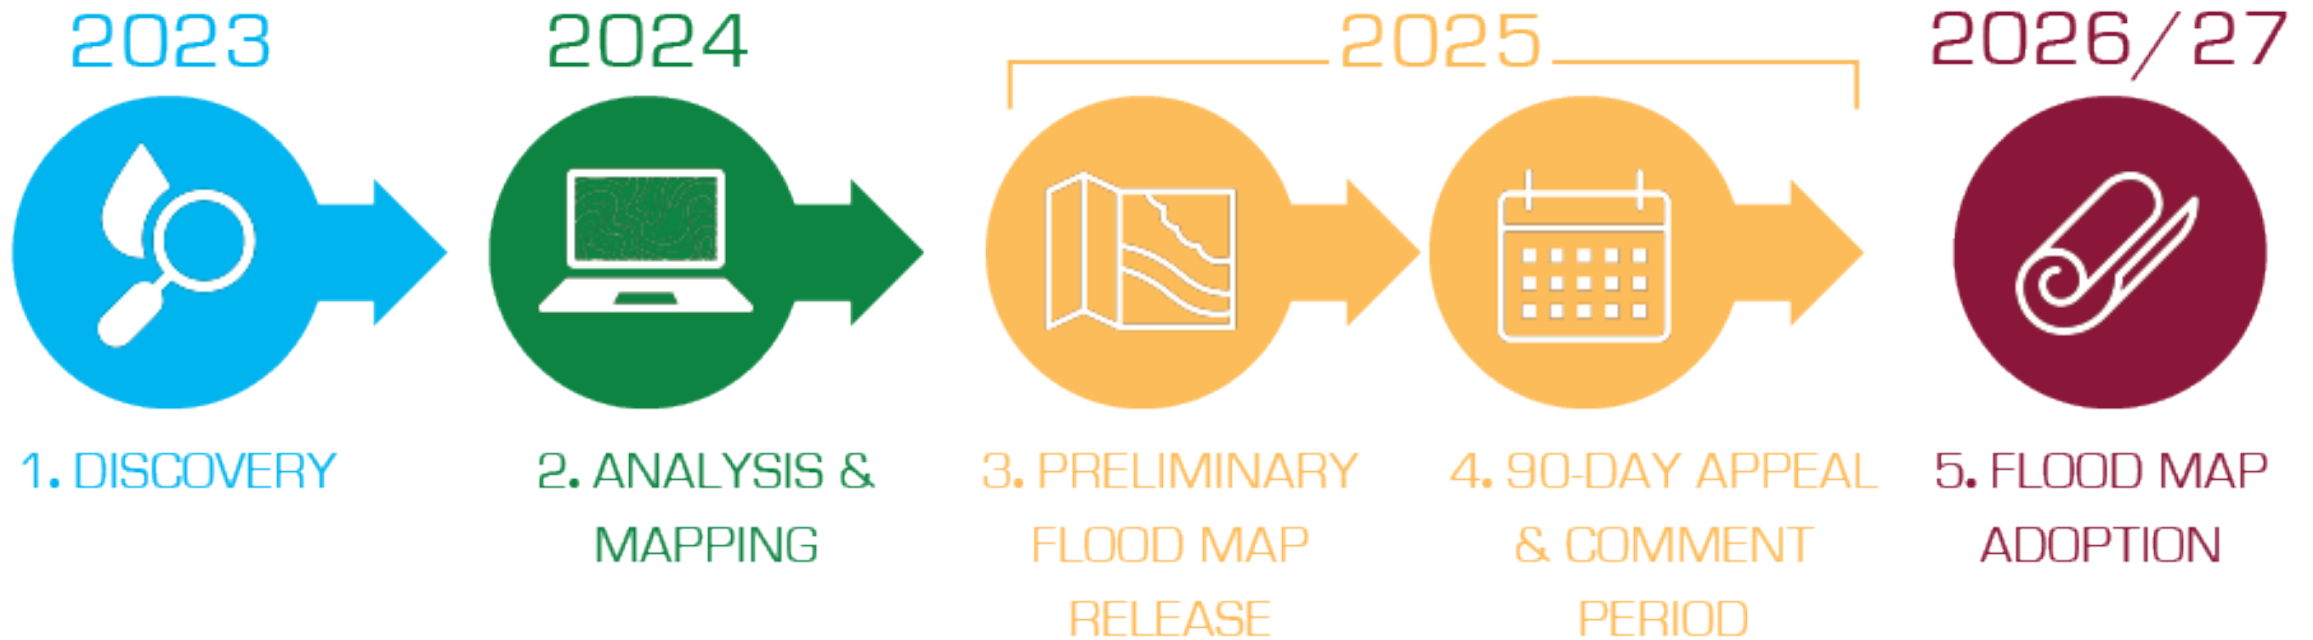 2023
2024
2025
2026/27
1. DISCOVERY
2. ANALYSIS &
MAPPING
3. PRELIMINARY
FLOOD MAP
RELEASE
4. 90-DAY APPEAL
& COMMENT
PERIOD
5. FLOOD MAP
ADOPTION